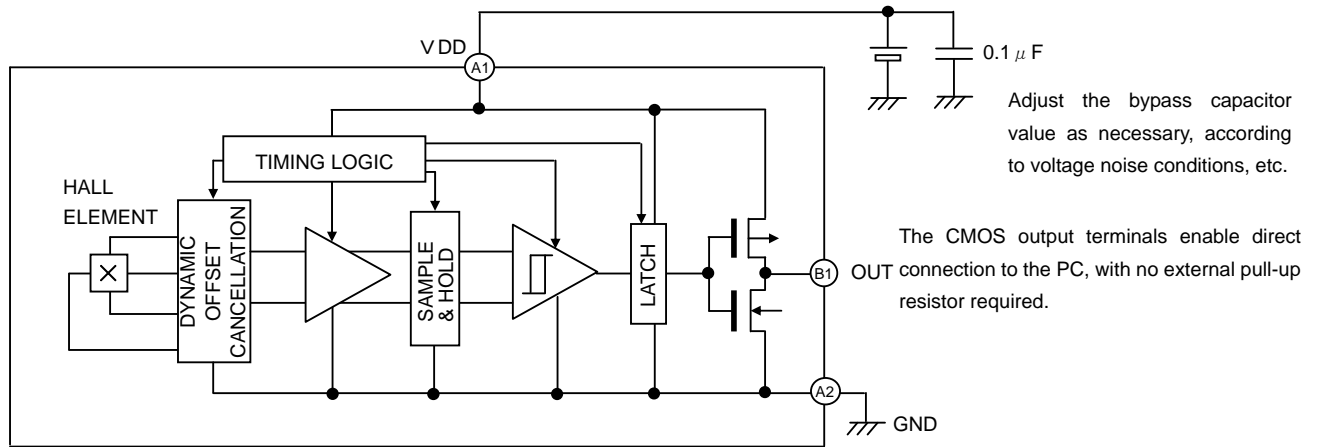 VDD
A1
0.1 μ F
Adjust the bypass capacitor
value as necessary, according
to voltage noise conditions, etc.
TIMING LOGIC
HALL
ELEMENT
×
DYNAMIC
OFFSET
CANCELLATION
SAMPLE
& HOLD
LATCH
B1
OUT
The CMOS output terminals enable direct
connection to the PC, with no external pull-up
resistor required.
A2
GND